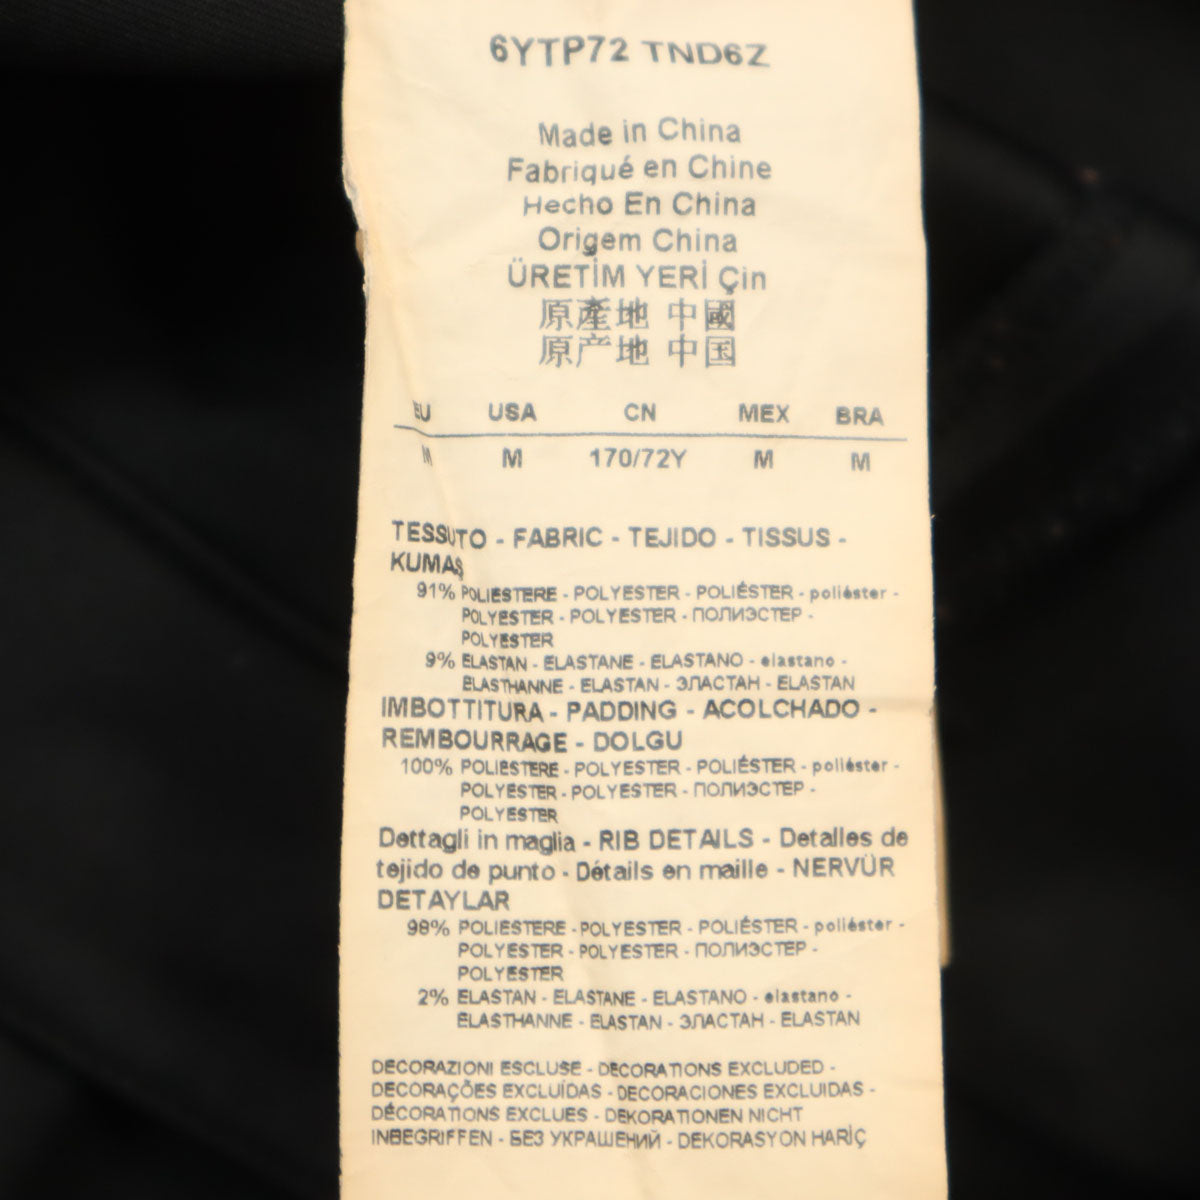 6YTP72 TND6Z
Made in China
Fabriqué en Chine
Hecho En China
Origem China
ÜRETİM YERİ Çin
原產地 中國
原产地 中国
EU USA CN MEX BRA
M M 170/72Y M M
TESSUTO - FABRIC - TEJIDO - TISSUS -
KUMAŞ
91% POLIESTERE - POLYESTER - POLIÉSTER - poliéster -
POLYESTER - POLYESTER - ПОЛИЭСТЕР -
POLYESTER
9% ELASTAN - ELASTANE - ELASTANO - elastano -
ELASTHANNE - ELASTAN - ЭЛАСТАН - ELASTAN
IMBOTTITURA - PADDING - ACOLCHADO -
REMBOURRAGE - DOLGU
100% POLIESTERE - POLYESTER - POLIÉSTER - poliéster -
POLYESTER - POLYESTER - ПОЛИЭСТЕР -
POLYESTER
Dettagli in maglia - RIB DETAILS - Detalles de
tejido de punto - Détails en maille - NERVÜR
DETAYLAR
98% POLIESTERE - POLYESTER - POLIÉSTER - poliéster -
POLYESTER - POLYESTER - ПОЛИЭСТЕР -
POLYESTER
2% ELASTAN - ELASTANE - ELASTANO - elastano -
ELASTHANNE - ELASTAN - ЭЛАСТАН - ELASTAN
DECORAZIONI ESCLUSE - DECORATIONS EXCLUDED -
DECORAÇÕES EXCLUÍDAS - DECORACIONES EXCLUIDAS -
DÉCORATIONS EXCLUES - DEKORATIONEN NICHT
INBEGRIFFEN - БЕЗ УКРАШЕНИЙ - DEKORASYON HARİÇ